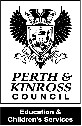 PERTH &
KINROSS
COUNCIL
Education &
Children's Services